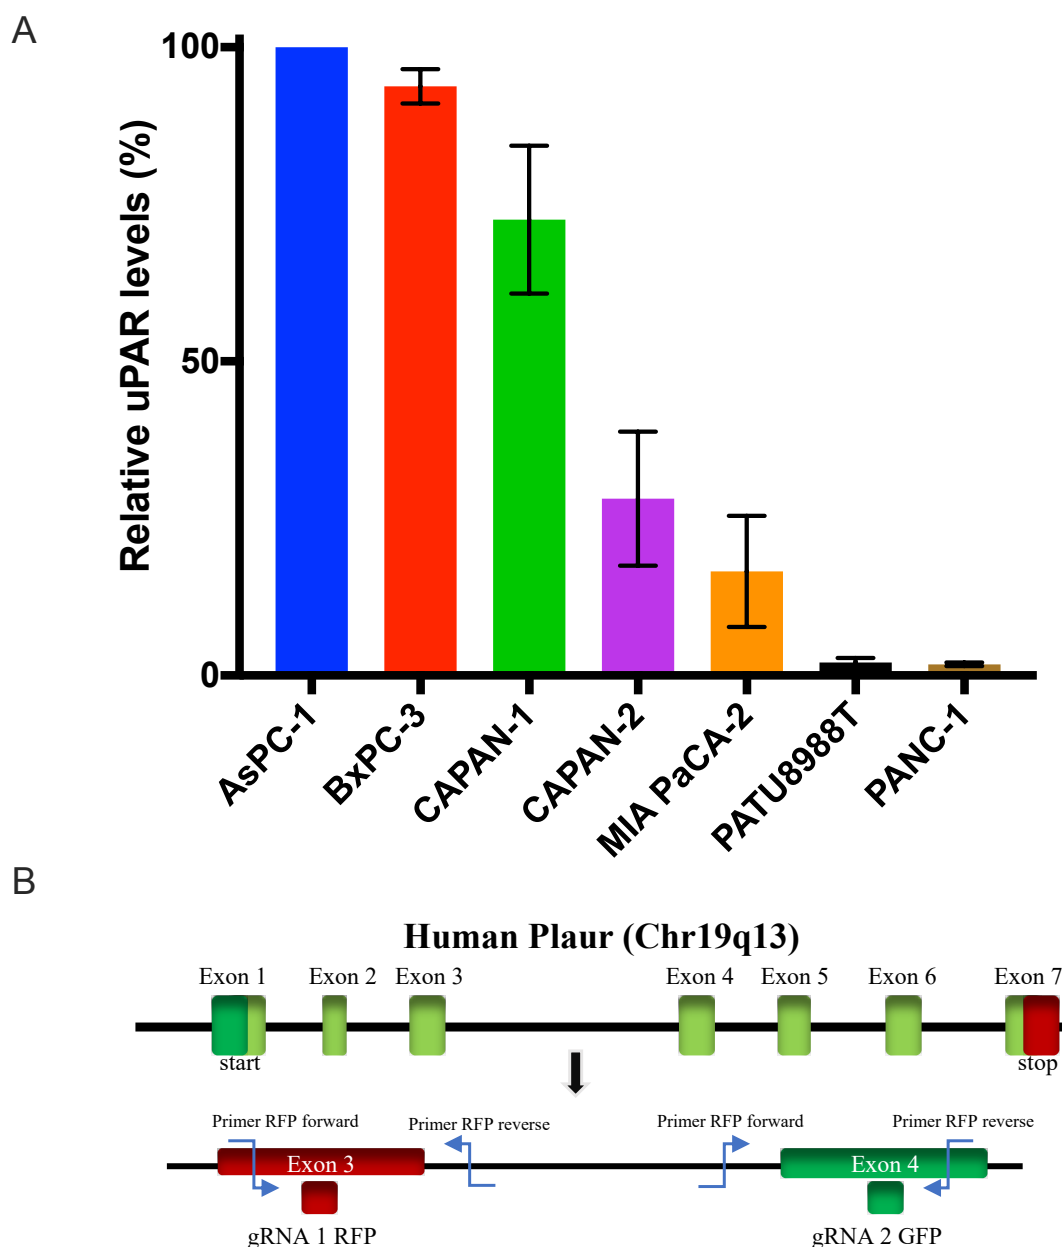 A
Relative uPAR levels (%)
100
50
0
AsPC-1
BxPC-3
CAPAN-1
CAPAN-2
MIA PaCA-2
PATU8988T
PANC-1
B
Human Plaur (Chr19q13)
Exon 1 Exon 2 Exon 3 Exon 4 Exon 5 Exon 6 Exon 7
start stop
Primer RFP forward Primer RFP reverse Primer RFP forward Primer RFP reverse
Exon 3 Exon 4
gRNA 1 RFP gRNA 2 GFP